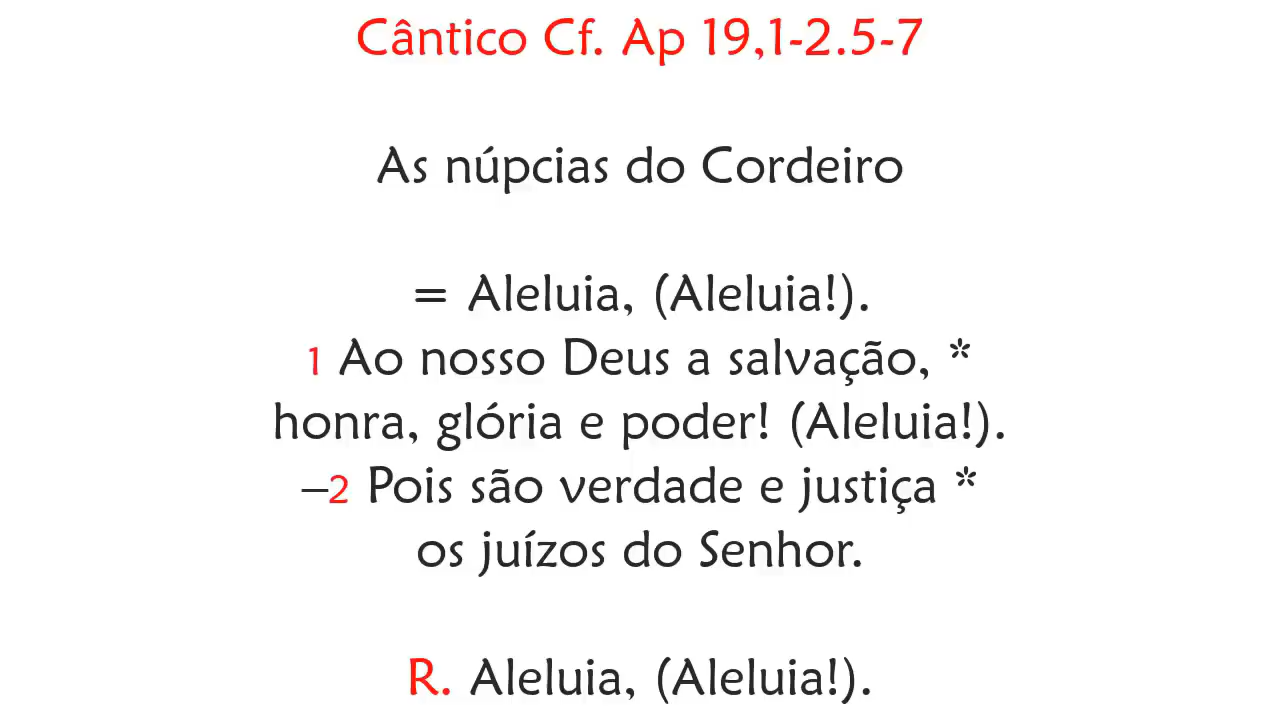 Cântico Cf. Ap 19,1-2.5-7
As núpcias do Cordeiro
= Aleluia, (Aleluia!).
1 Ao nosso Deus a salvação, *
honra, glória e poder! (Aleluia!).
–2 Pois são verdade e justiça *
os juízos do Senhor.
R. Aleluia, (Aleluia!).